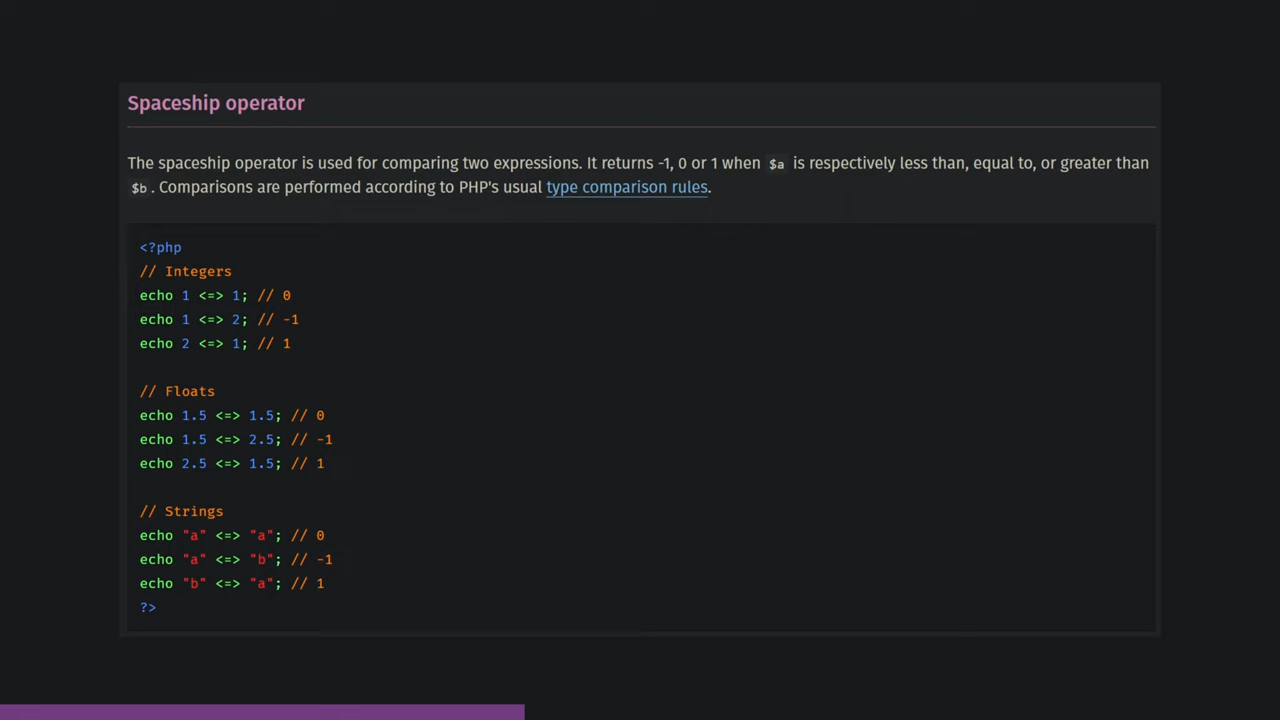 Spaceship operator
The spaceship operator is used for comparing two expressions. It returns -1, 0 or 1 when $a is respectively less than, equal to, or greater than
$b. Comparisons are performed according to PHP's usual type comparison rules.
<?php
// Integers
echo 1 <=> 1; // 0
echo 1 <=> 2; // -1
echo 2 <=> 1; // 1
// Floats
echo 1.5 <=> 1.5; // 0
echo 1.5 <=> 2.5; // -1
echo 2.5 <=> 1.5; // 1
// Strings
echo "a" <=> "a"; // 0
echo "a" <=> "b"; // -1
echo "b" <=> "a"; // 1
?>